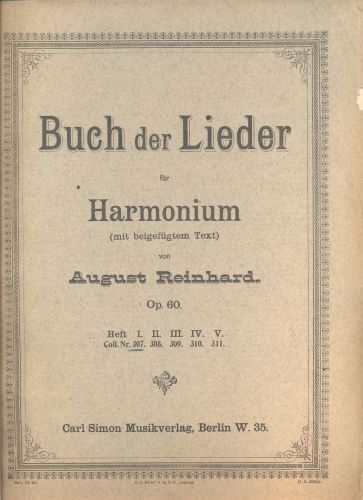 Buch der Lieder
für
Harmonium
(mit beigefügtem Text)
von
August Reinhard.
Op. 60.
Heft I. II. III. IV. V.
Coll. Nr. 307. 308. 309. 310. 311.
Carl Simon Musikverlag, Berlin W. 35.